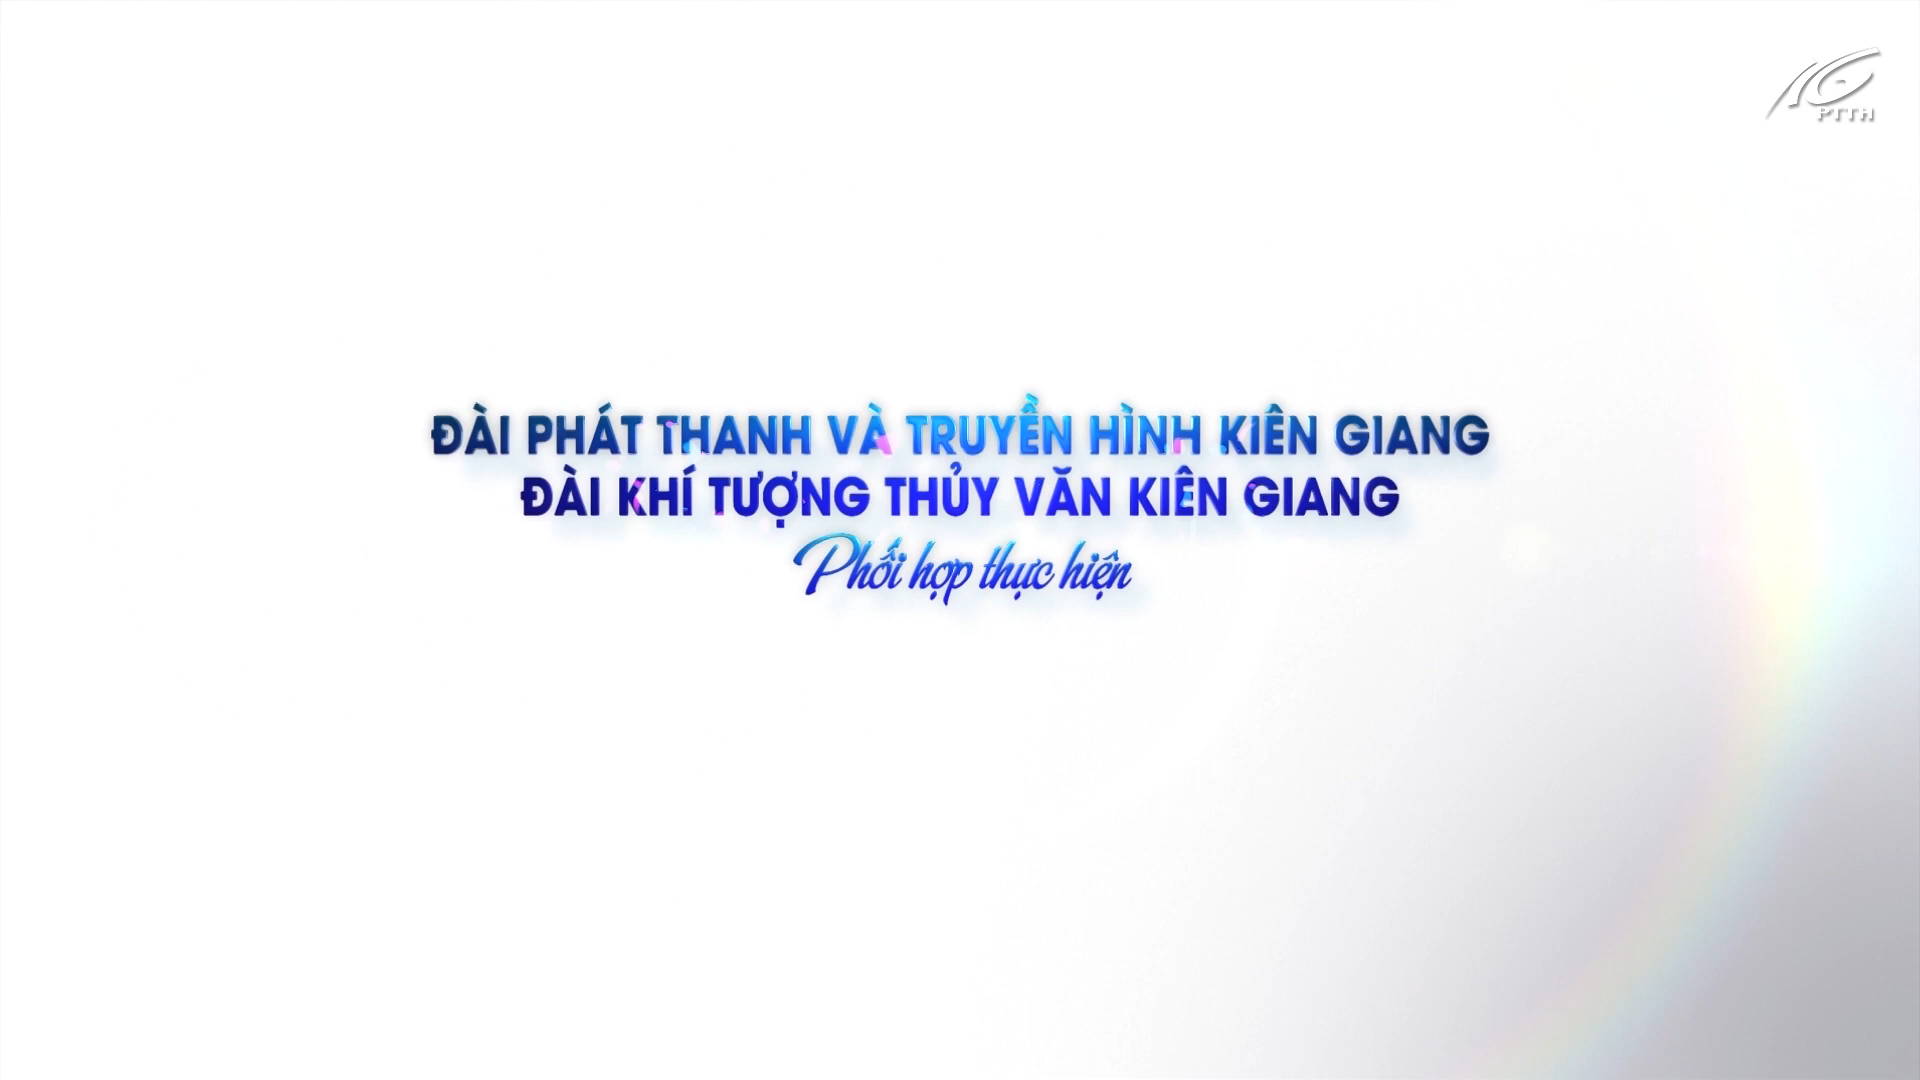 PTTH
ĐÀI PHÁT THANH VÀ TRUYỀN HÌNH KIÊN GIANG
ĐÀI KHÍ TƯỢNG THỦY VĂN KIÊN GIANG
Phối hợp thực hiện